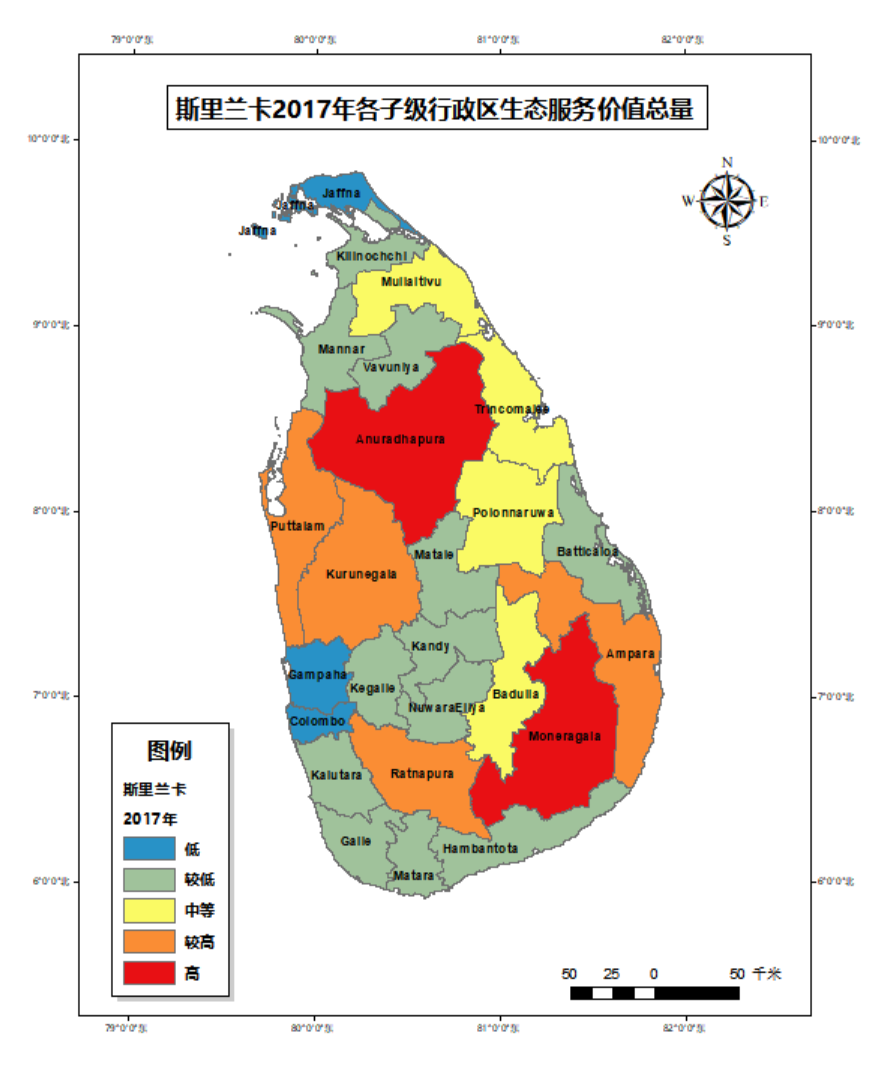 79°0'0"东 80°0'0"东 81°0'0"东 82°0'0"东
斯里兰卡2017年各子级行政区生态服务价值总量
10°0'0"北 10°0'0"北
N
W E
S
Jaffna
Jaffna
Jaffna
Kilinochchi
Mullaitivu
9°0'0"北 9°0'0"北
Mannar
Vavuniya
Trincomalee
Anuradhapura
8°0'0"北 8°0'0"北
Polonnaruwa
Puttalam
Batticaloa
Matale
Kurunegala
Kandy
Ampara
Gampaha
Kegalle
7°0'0"北 7°0'0"北
Badulla
NuwaraEliya
Colombo
Moneragala
Ratnapura
Kalutara
Galle
Hambantota
Matara
6°0'0"北 6°0'0"北
图例
斯里兰卡
2017年
低
较低
中等
较高
高
50 25 0 50 千米
79°0'0"东 80°0'0"东 81°0'0"东 82°0'0"东